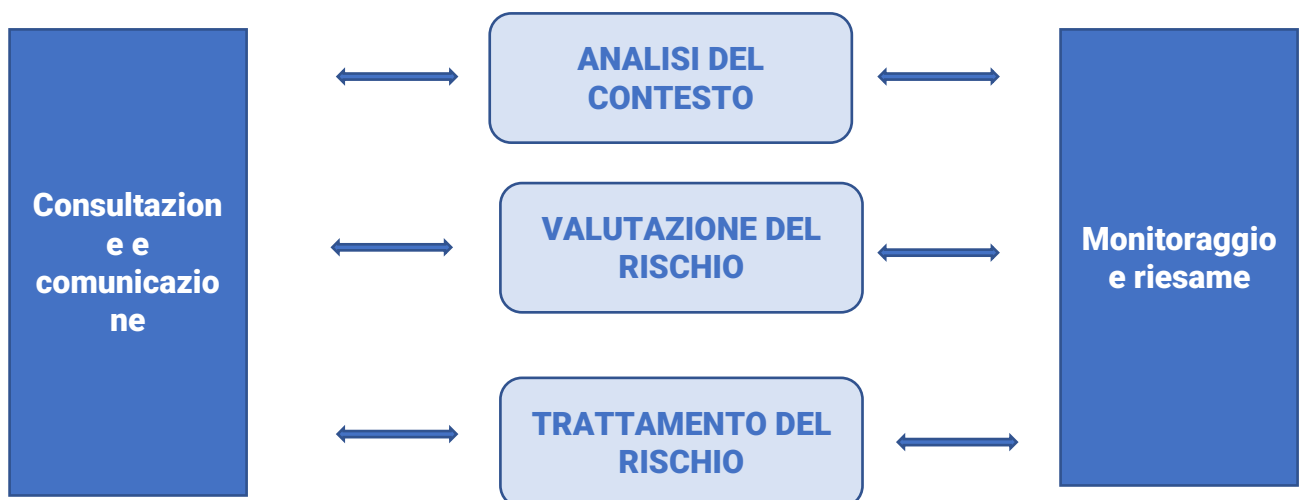 Consultazion
e e
comunicazio
ne
ANALISI DEL
CONTESTO
VALUTAZIONE DEL
RISCHIO
TRATTAMENTO DEL
RISCHIO
Monitoraggio
e riesame